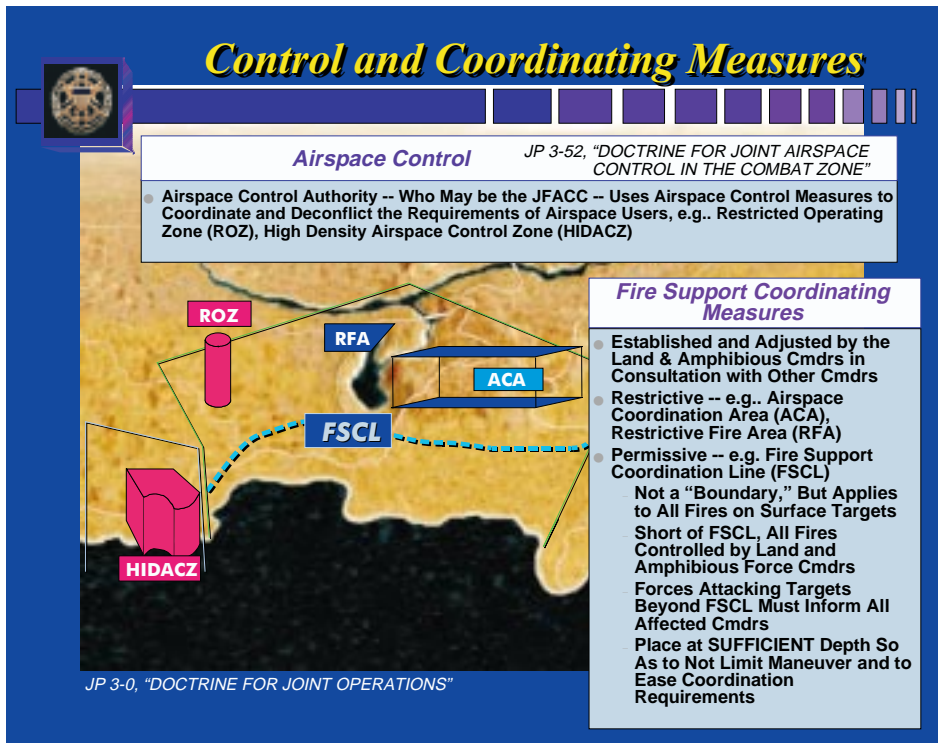 Control and Coordinating Measures
Airspace Control
JP 3-52, "DOCTRINE FOR JOINT AIRSPACE
CONTROL IN THE COMBAT ZONE"
Airspace Control Authority -- Who May be the JFACC -- Uses Airspace Control Measures to
Coordinate and Deconflict the Requirements of Airspace Users, e.g.. Restricted Operating
Zone (ROZ), High Density Airspace Control Zone (HIDACZ)
ROZ
RFA
ACA
FSCL
HIDACZ
Fire Support Coordinating
Measures
Established and Adjusted by the
Land & Amphibious Cmdrs in
Consultation with Other Cmdrs
Restrictive -- e.g.. Airspace
Coordination Area (ACA),
Restrictive Fire Area (RFA)
Permissive -- e.g. Fire Support
Coordination Line (FSCL)
– Not a “Boundary,” But Applies
to All Fires on Surface Targets
– Short of FSCL, All Fires
Controlled by Land and
Amphibious Force Cmdrs
– Forces Attacking Targets
Beyond FSCL Must Inform All
Affected Cmdrs
– Place at SUFFICIENT Depth So
As to Not Limit Maneuver and to
Ease Coordination
Requirements
JP 3-0, "DOCTRINE FOR JOINT OPERATIONS"